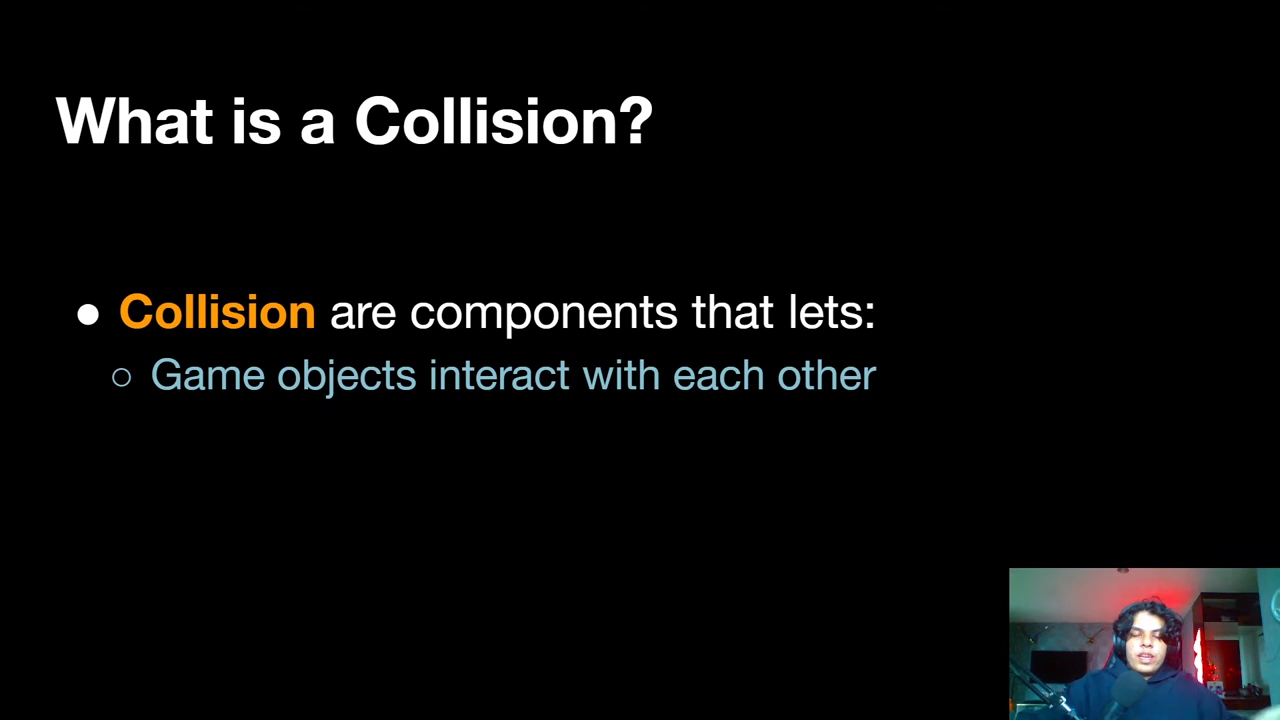 What is a Collision?
● Collision are components that lets:
○ Game objects interact with each other